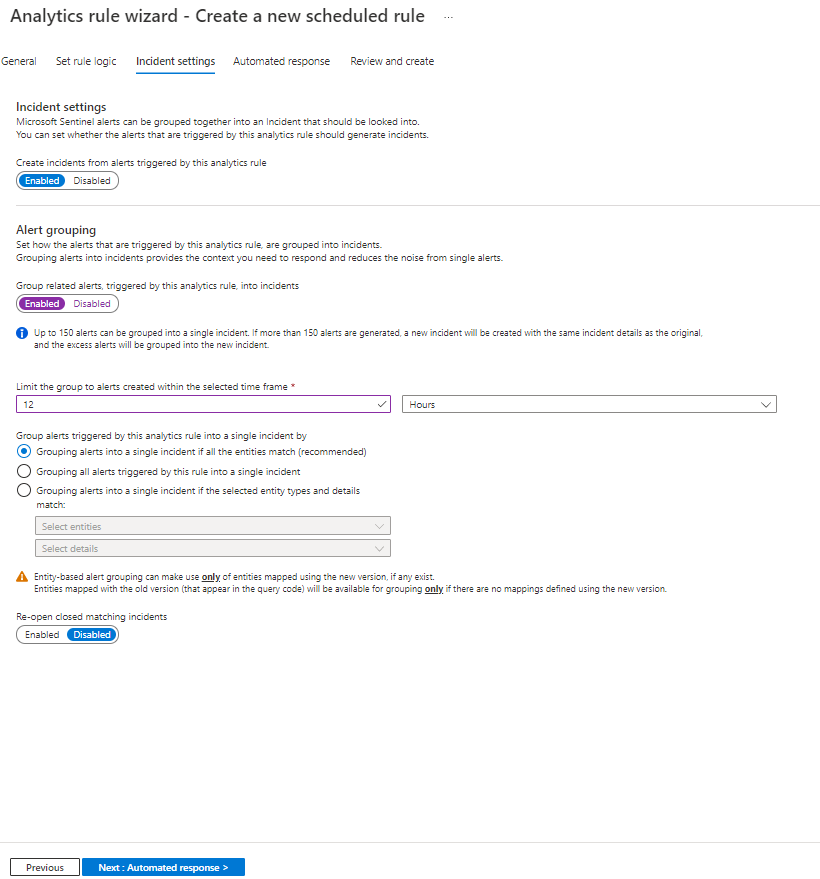 Analytics rule wizard - Create a new scheduled rule ...
General Set rule logic Incident settings Automated response Review and create
Incident settings
Microsoft Sentinel alerts can be grouped together into an Incident that should be looked into.
You can set whether the alerts that are triggered by this analytics rule should generate incidents.
Create incidents from alerts triggered by this analytics rule
Enabled Disabled
Alert grouping
Set how the alerts that are triggered by this analytics rule, are grouped into incidents.
Grouping alerts into incidents provides the context you need to respond and reduces the noise from single alerts.
Group related alerts, triggered by this analytics rule, into incidents
Enabled Disabled
Up to 150 alerts can be grouped into a single incident. If more than 150 alerts are generated, a new incident will be created with the same incident details as the original,
and the excess alerts will be grouped into the new incident.
Limit the group to alerts created within the selected time frame *
12 Hours
Group alerts triggered by this analytics rule into a single incident by
Grouping alerts into a single incident if all the entities match (recommended)
Grouping all alerts triggered by this rule into a single incident
Grouping alerts into a single incident if the selected entity types and details
match:
Select entities
Select details
Entity-based alert grouping can make use only of entities mapped using the new version, if any exist.
Entities mapped with the old version (that appear in the query code) will be available for grouping only if there are no mappings defined using the new version.
Re-open closed matching incidents
Enabled Disabled
Previous Next : Automated response >